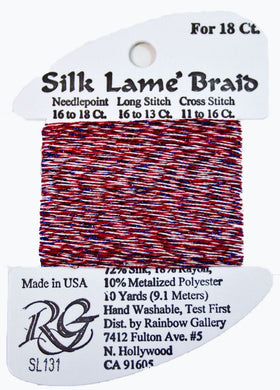 For 18 Ct.
Silk Lame' Braid
Needlepoint Long Stitch Cross Stitch
16 to 18 Ct. 16 to 13 Ct. 11 to 16 Ct.
72% Silk, 18% Rayon,
Made in USA
10% Metalized Polyester
10 Yards (9.1 Meters)
Hand Washable, Test First
RG
Dist. by Rainbow Gallery
7412 Fulton Ave. #5
SL131
N. Hollywood
CA 91605